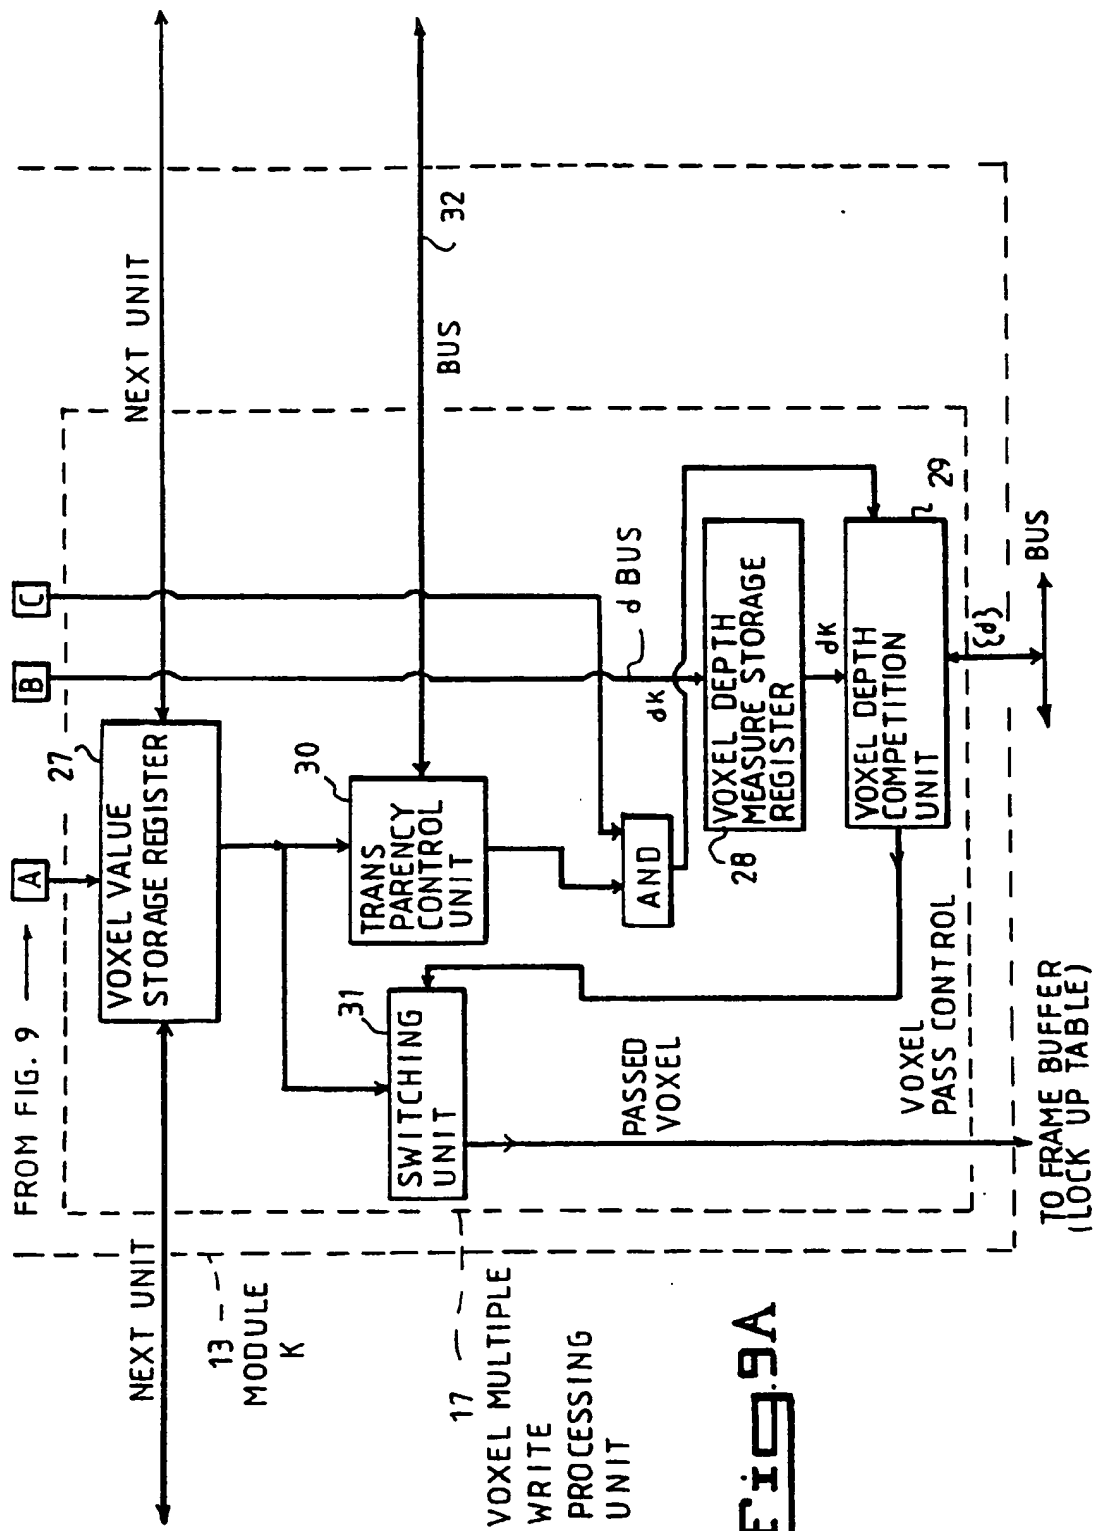 FROM FIG. 9
A
B
C
NEXT UNIT
NEXT UNIT
27
VOXEL VALUE
STORAGE REGISTER
13
MODULE
K
30
TRANS
PARENCY
CONTROL
UNIT
BUS
32
31
SWITCHING
UNIT
17
VOXEL MULTIPLE
WRITE
PROCESSING
UNIT
AND
d BUS
dK
PASSED
VOXEL
28
VOXEL DEPTH
MEASURE STORAGE
REGISTER
dK
VOXEL DEPTH
COMPETITION
UNIT
29
VOXEL
PASS CONTROL
{d}
BUS
TO FRAME BUFFER
(LOCK UP TABLE)
Fig.9A